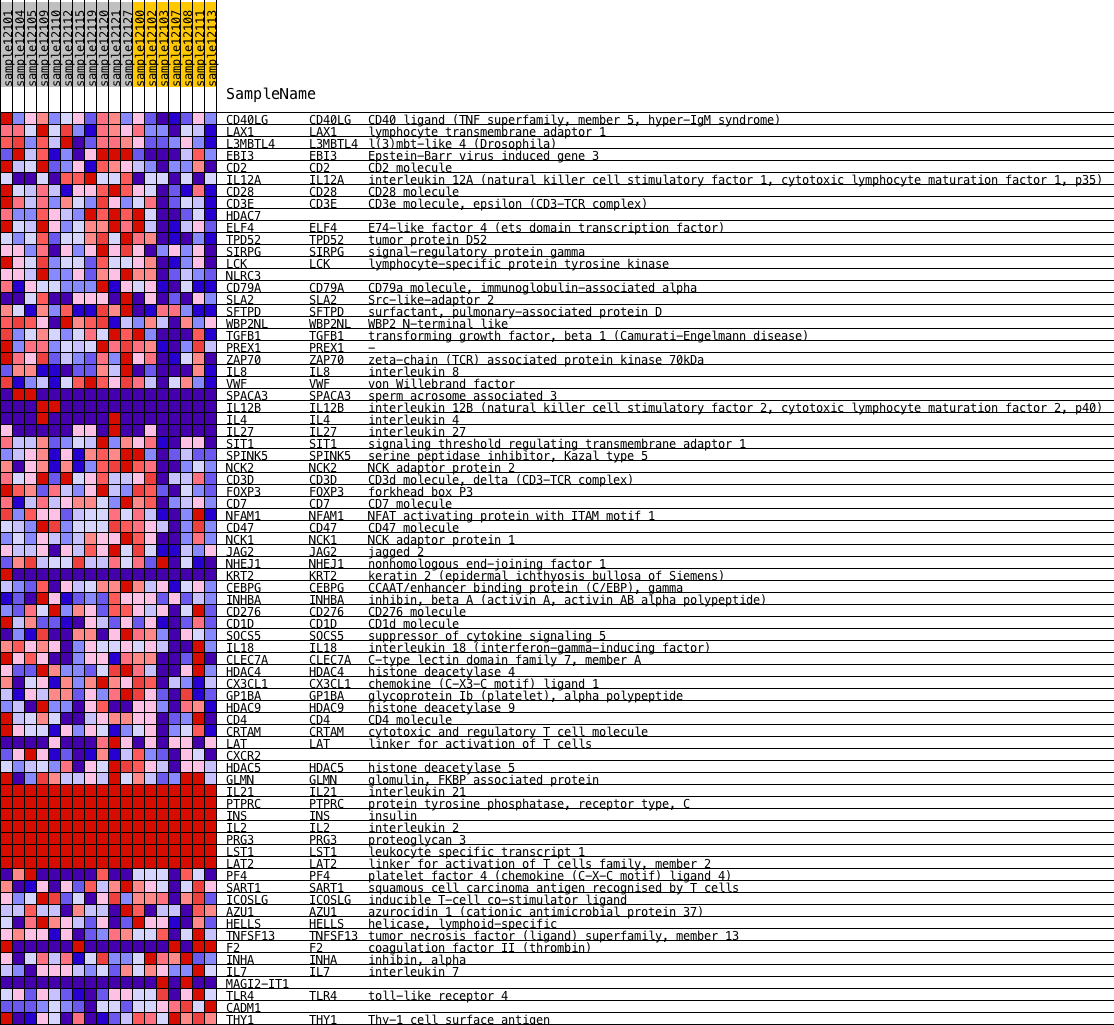 sample12101
sample12104
sample12105
sample12109
sample12110
sample12112
sample12115
sample12119
sample12120
sample12121
sample12127
sample12100
sample12102
sample12103
sample12107
sample12108
sample12111
sample12113
SampleName
CD40LG CD40LG CD40 ligand (TNF superfamily, member 5, hyper-IgM syndrome)
LAX1 LAX1 lymphocyte transmembrane adaptor 1
L3MBTL4 L3MBTL4 l(3)mbt-like 4 (Drosophila)
EBI3 EBI3 Epstein-Barr virus induced gene 3
CD2 CD2 CD2 molecule
IL12A IL12A interleukin 12A (natural killer cell stimulatory factor 1, cytotoxic lymphocyte maturation factor 1, p35)
CD28 CD28 CD28 molecule
CD3E CD3E CD3e molecule, epsilon (CD3-TCR complex)
HDAC7
ELF4 ELF4 E74-like factor 4 (ets domain transcription factor)
TPD52 TPD52 tumor protein D52
SIRPG SIRPG signal-regulatory protein gamma
LCK LCK lymphocyte-specific protein tyrosine kinase
NLRC3
CD79A CD79A CD79a molecule, immunoglobulin-associated alpha
SLA2 SLA2 Src-like-adaptor 2
SFTPD SFTPD surfactant, pulmonary-associated protein D
WBP2NL WBP2NL WBP2 N-terminal like
TGFB1 TGFB1 transforming growth factor, beta 1 (Camurati-Engelmann disease)
PREX1 PREX1 -
ZAP70 ZAP70 zeta-chain (TCR) associated protein kinase 70kDa
IL8 IL8 interleukin 8
VWF VWF von Willebrand factor
SPACA3 SPACA3 sperm acrosome associated 3
IL12B IL12B interleukin 12B (natural killer cell stimulatory factor 2, cytotoxic lymphocyte maturation factor 2, p40)
IL4 IL4 interleukin 4
IL27 IL27 interleukin 27
SIT1 SIT1 signaling threshold regulating transmembrane adaptor 1
SPINK5 SPINK5 serine peptidase inhibitor, Kazal type 5
NCK2 NCK2 NCK adaptor protein 2
CD3D CD3D CD3d molecule, delta (CD3-TCR complex)
FOXP3 FOXP3 forkhead box P3
CD7 CD7 CD7 molecule
NFAM1 NFAM1 NFAT activating protein with ITAM motif 1
CD47 CD47 CD47 molecule
NCK1 NCK1 NCK adaptor protein 1
JAG2 JAG2 jagged 2
NHEJ1 NHEJ1 nonhomologous end-joining factor 1
KRT2 KRT2 keratin 2 (epidermal ichthyosis bullosa of Siemens)
CEBPG CEBPG CCAAT/enhancer binding protein (C/EBP), gamma
INHBA INHBA inhibin, beta A (activin A, activin AB alpha polypeptide)
CD276 CD276 CD276 molecule
CD1D CD1D CD1d molecule
SOCS5 SOCS5 suppressor of cytokine signaling 5
IL18 IL18 interleukin 18 (interferon-gamma-inducing factor)
CLEC7A CLEC7A C-type lectin domain family 7, member A
HDAC4 HDAC4 histone deacetylase 4
CX3CL1 CX3CL1 chemokine (C-X3-C motif) ligand 1
GP1BA GP1BA glycoprotein Ib (platelet), alpha polypeptide
HDAC9 HDAC9 histone deacetylase 9
CD4 CD4 CD4 molecule
CRTAM CRTAM cytotoxic and regulatory T cell molecule
LAT LAT linker for activation of T cells
CXCR2
HDAC5 HDAC5 histone deacetylase 5
GLMN GLMN glomulin, FKBP associated protein
IL21 IL21 interleukin 21
PTPRC PTPRC protein tyrosine phosphatase, receptor type, C
INS INS insulin
IL2 IL2 interleukin 2
PRG3 PRG3 proteoglycan 3
LST1 LST1 leukocyte specific transcript 1
LAT2 LAT2 linker for activation of T cells family, member 2
PF4 PF4 platelet factor 4 (chemokine (C-X-C motif) ligand 4)
SART1 SART1 squamous cell carcinoma antigen recognised by T cells
ICOSLG ICOSLG inducible T-cell co-stimulator ligand
AZU1 AZU1 azurocidin 1 (cationic antimicrobial protein 37)
HELLS HELLS helicase, lymphoid-specific
TNFSF13 TNFSF13 tumor necrosis factor (ligand) superfamily, member 13
F2 F2 coagulation factor II (thrombin)
INHA INHA inhibin, alpha
IL7 IL7 interleukin 7
MAGI2-IT1
TLR4 TLR4 toll-like receptor 4
CADM1
THY1 THY1 Thy-1 cell surface antigen